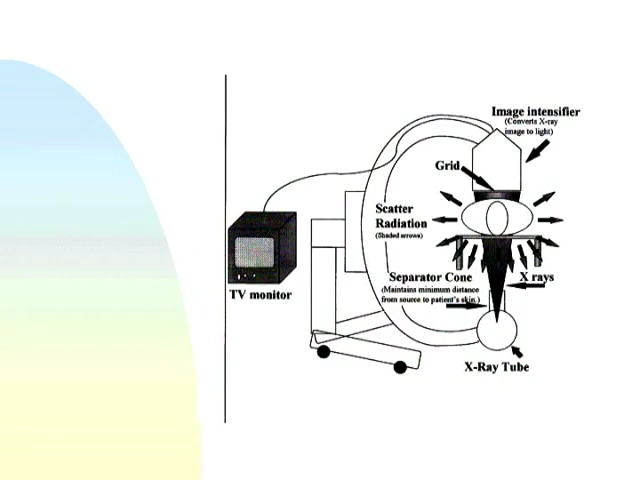 Image intensifier
(Converts X-ray
image to light)
Grid
Scatter
Radiation
(Shaded arrows)
Separator Cone
(Maintains minimum distance
from source to patient's skin.)
X rays
TV monitor
X-Ray Tube